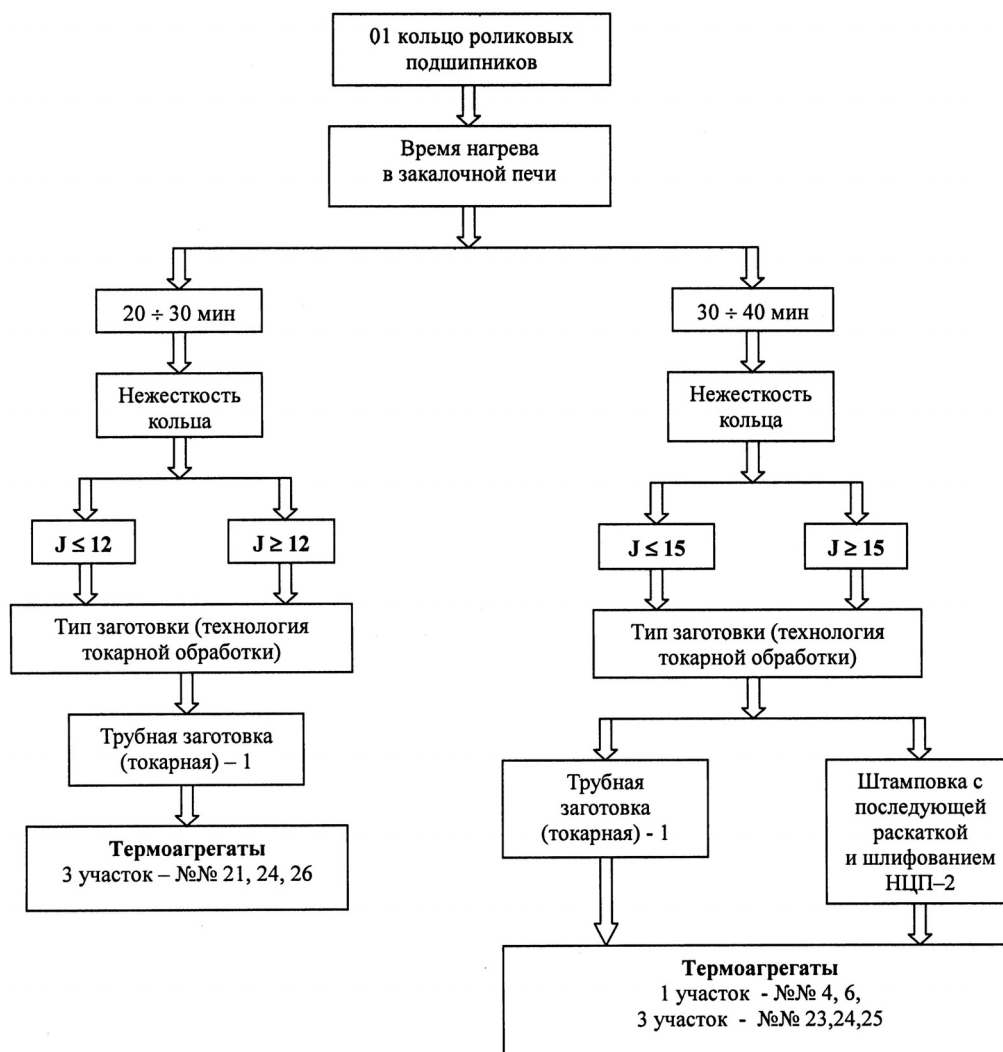 01 кольцо роликовых
подшипников
Время нагрева
в закалочной печи
20 ÷ 30 мин
30 ÷ 40 мин
Нежесткость
кольца
Нежесткость
кольца
J ≤ 12
J ≥ 12
J ≤ 15
J ≥ 15
Тип заготовки (технология
токарной обработки)
Тип заготовки (технология
токарной обработки)
Трубная заготовка
(токарная) – 1
Трубная
заготовка
(токарная) - 1
Штамповка с
последующей
раскаткой
и шлифованием
НЦП–2
Термоагрегаты
3 участок – №№ 21, 24, 26
Термоагрегаты
1 участок - №№ 4, 6,
3 участок - №№ 23,24,25